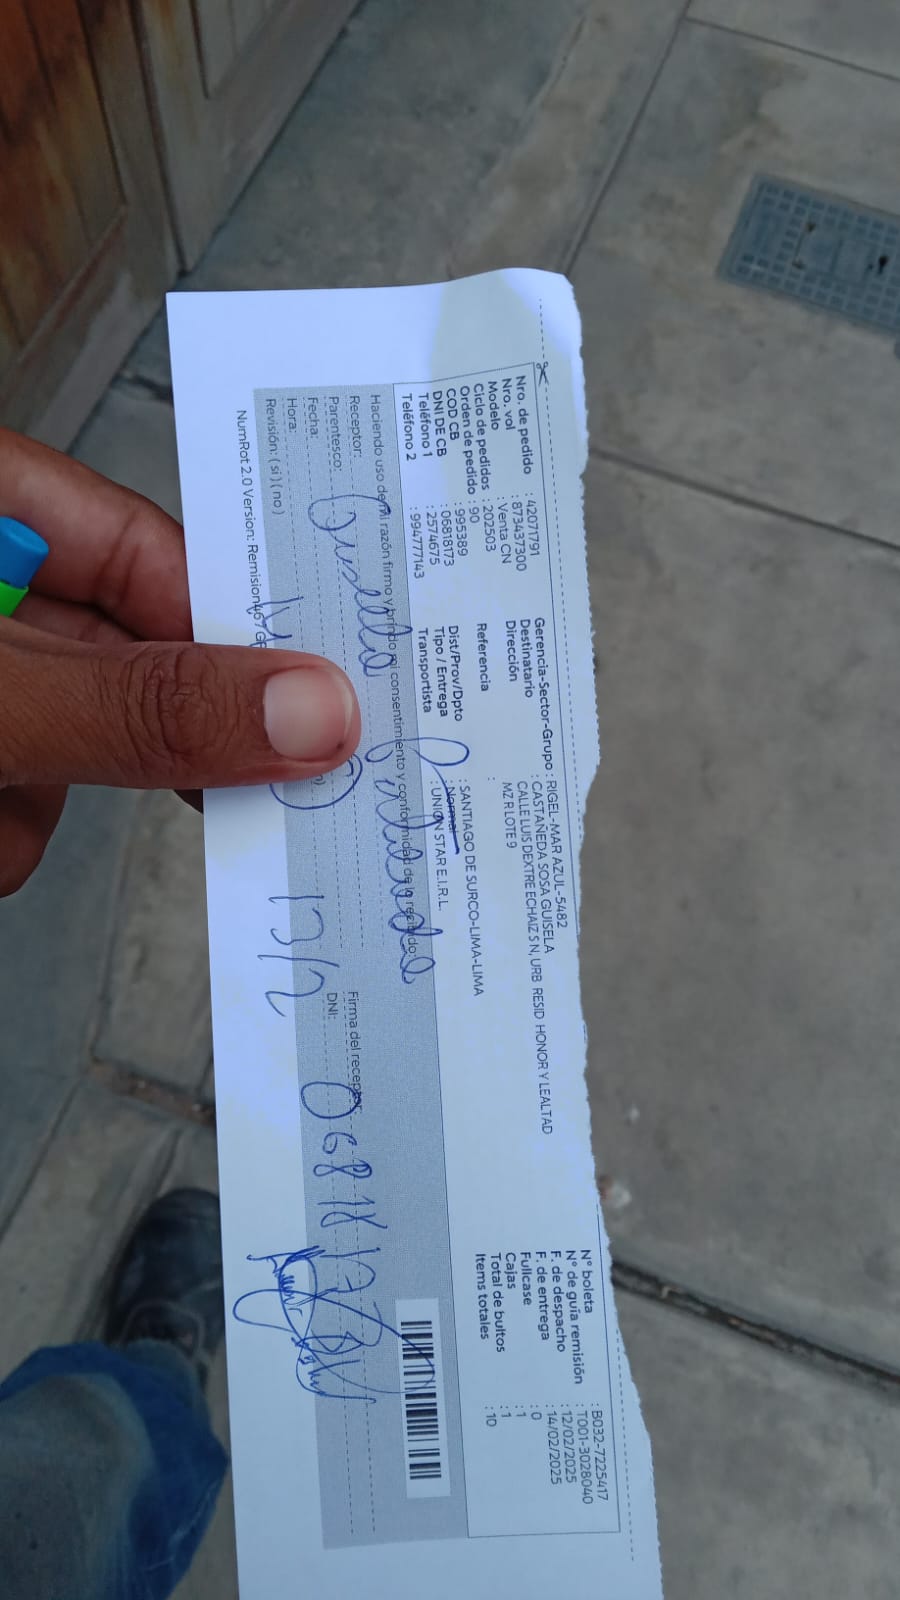 Nro. de pedido : 4201791
Nro. vol : 873437300
Modelo : Venta CN
Ciclo de pedidos : 202503
Orden de pedido : 90
COD CB : 995389
DNI DE CB : 06818173
Teléfono 1 : 2574675
Teléfono 2 : 994777143
Gerencia-Sector-Grupo : RIGEL-MAR AZUL-5482
Destinatario : CASTAÑEDA SOSA GUISELA
Dirección : CALLE LUIS DEXTRE ECHAIZ S N, URB RESID HONOR Y LEALTAD
MZ R LOTE 9
Referencia :
Dist/Prov/Dpto : SANTIAGO DE SURCO-LIMA-LIMA
Tipo / Entrega : Normal
Transportista : UNION STAR E.I.R.L.
N° boleta : B032-7225417
N° de guía remisión : T001-3028040
F. de despacho : 12/02/2025
F. de entrega : 14/02/2025
Fullcase : 0
Cajas : 1
Total de bultos : 1
Items totales : 10
Haciendo uso de mi razón firmo y brindo mi consentimiento y conformidad de lo recibido:
Receptor:
Firma del receptor:
Parentesco:
DNI: 06818173
Fecha: 13/2
Hora:
Revisión: ( si ) ( no )
NumRot 2.0 Version: Remision